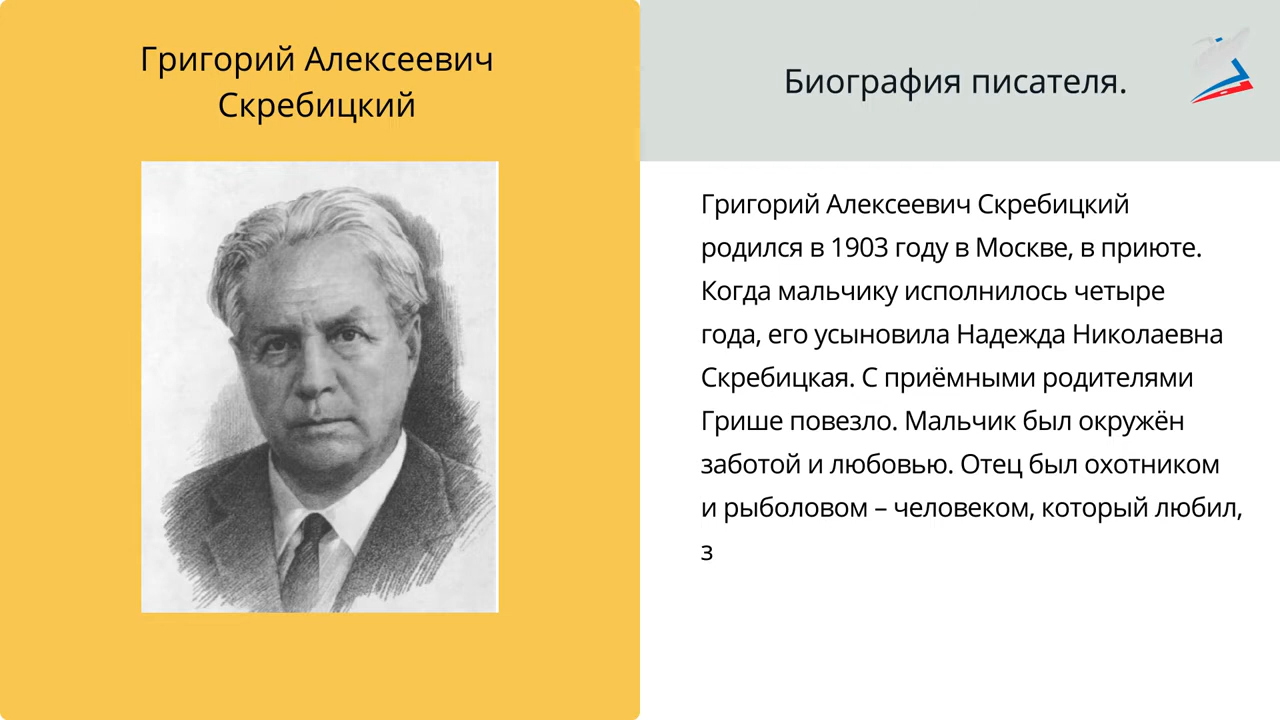 Григорий Алексеевич
Скребицкий
Биография писателя.
Григорий Алексеевич Скребицкий
родился в 1903 году в Москве, в приюте.
Когда мальчику исполнилось четыре
года, его усыновила Надежда Николаевна
Скребицкая. С приёмными родителями
Грише повезло. Мальчик был окружён
заботой и любовью. Отец был охотником
и рыболовом – человеком, который любил,
з